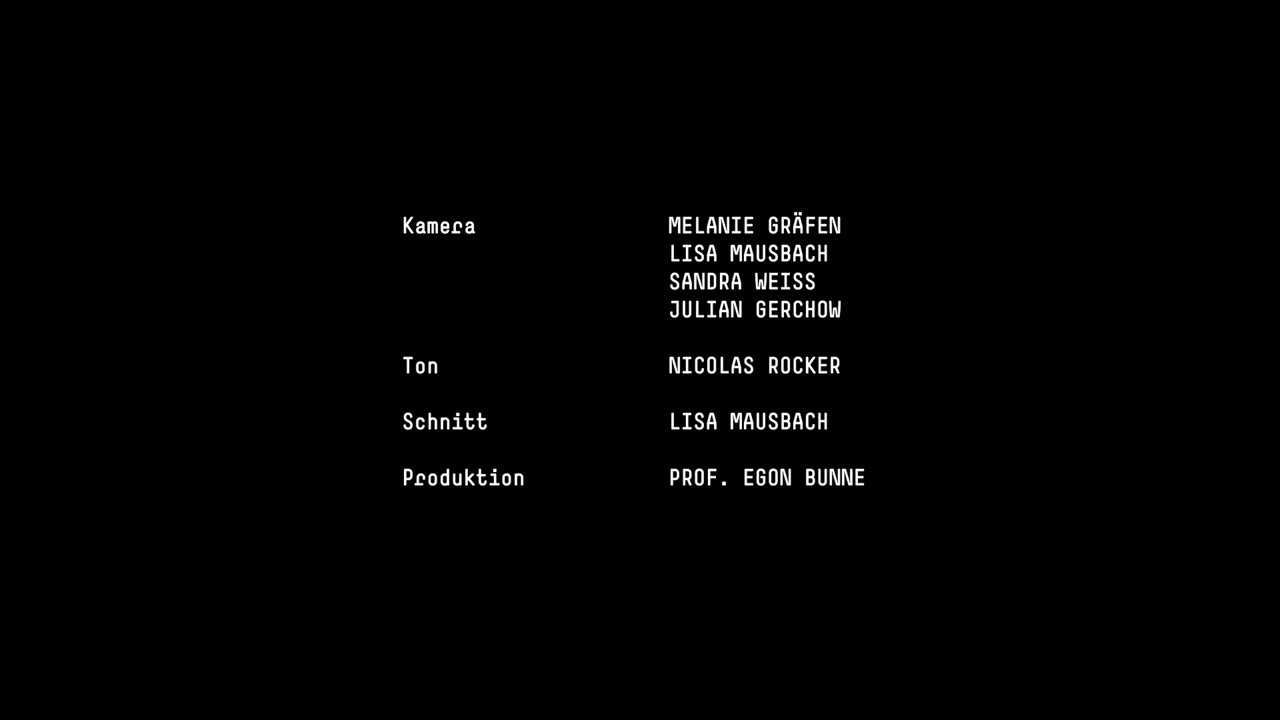 Kamera MELANIE GRÄFEN
LISA MAUSBACH
SANDRA WEISS
JULIAN GERCHOW
Ton NICOLAS ROCKER
Schnitt LISA MAUSBACH
Produktion PROF. EGON BUNNE